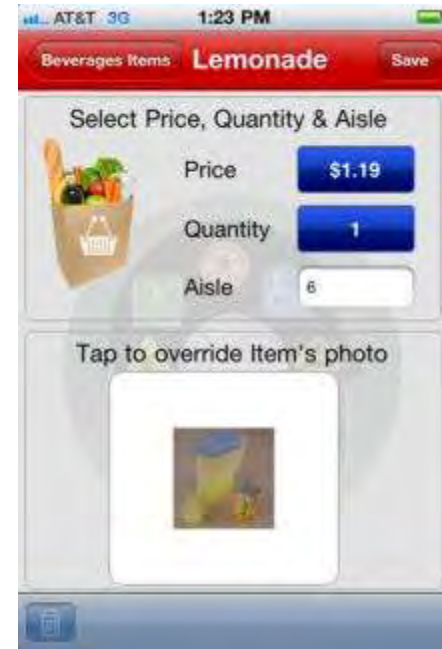 AT&T 3G 1:23 PM
Beverages Items Lemonade Save
Select Price, Quantity & Aisle
Price $1.19
Quantity 1
Aisle 6
Tap to override Item's photo